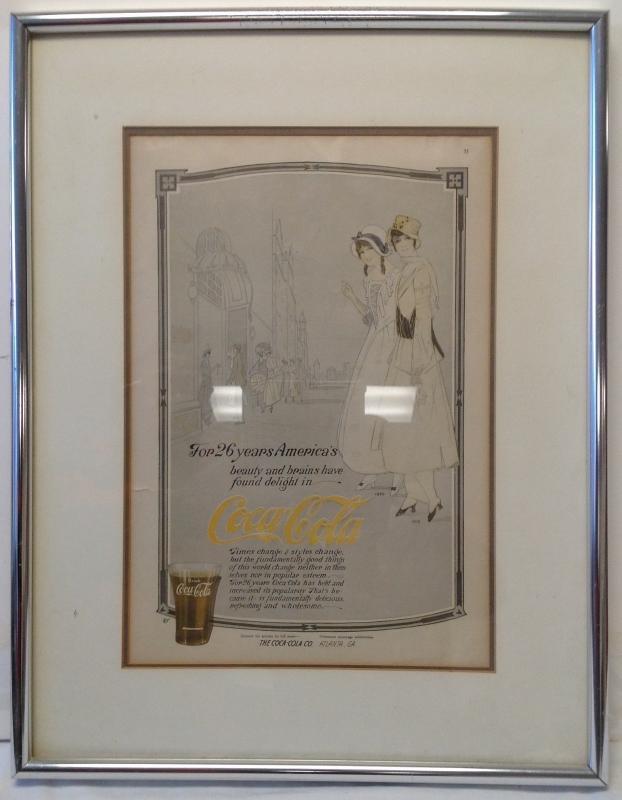 For 26 years America's
beauty and brains have
found delight in
Coca-Cola
Times change & styles change,
but the fundamentally good things
of this world change neither in them
selves nor in popular esteem.
For 26 years Coca-Cola has held and
increased its popularity That's be-
cause it is fundamentally delicious,
refreshing and wholesome.
Coca-Cola
THE COCA-COLA CO. ATLANTA, GA.